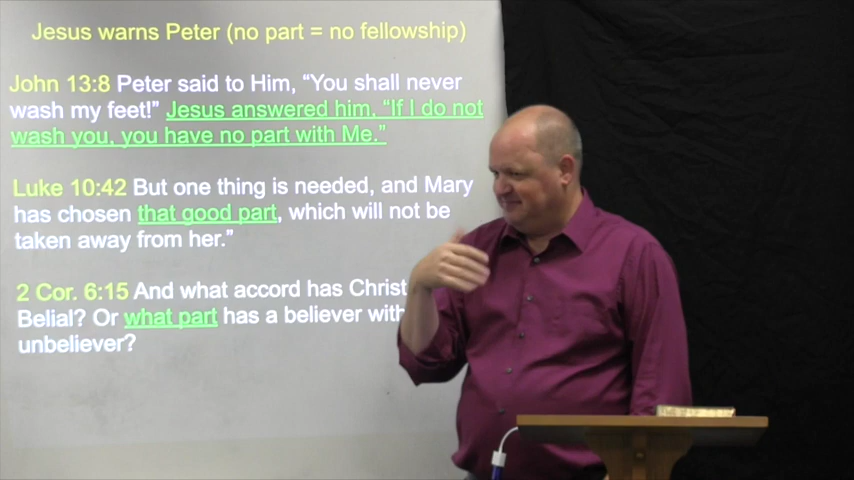 Jesus warns Peter (no part = no fellowship)
John 13:8 Peter said to Him, “You shall never
wash my feet!” Jesus answered him, “If I do not
wash you, you have no part with Me.”
Luke 10:42 But one thing is needed, and Mary
has chosen that good part, which will not be
taken away from her.”
2 Cor. 6:15 And what accord has Christ
Belial? Or what part has a believer with
unbeliever?